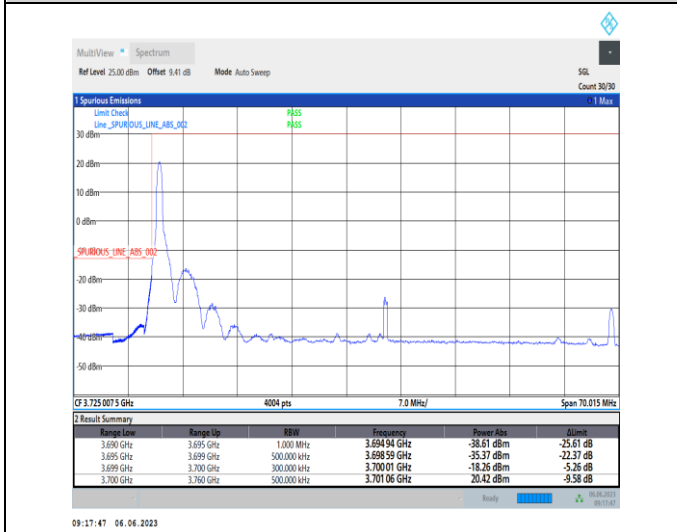 MultiView Spectrum
Ref Level 25.00 dBm Offset 9.41 dB Mode Auto Sweep SGL
Count 30/30
1 Spurious Emissions 1 Max
Limit Check PASS
Line _SPURIOUS_LINE_ABS_002 PASS
30 dBm
20 dBm
10 dBm
0 dBm
_SPURIOUS_LINE_ABS_002
-20 dBm
-30 dBm
-40 dBm
-50 dBm
CF 3.725 007 5 GHz 4004 pts 7.0 MHz/ Span 70.015 MHz
2 Result Summary
Range Low Range Up RBW Frequency Power Abs ΔLimit
3.690 GHz 3.695 GHz 1.000 MHz 3.694 94 GHz -38.61 dBm -25.61 dB
3.695 GHz 3.699 GHz 500.000 kHz 3.698 59 GHz -35.37 dBm -22.37 dB
3.699 GHz 3.700 GHz 300.000 kHz 3.700 01 GHz -18.26 dBm -5.26 dB
3.700 GHz 3.760 GHz 500.000 kHz 3.701 06 GHz 20.42 dBm -9.58 dB
Ready 06.06.2023
09:17:47
09:17:47 06.06.2023